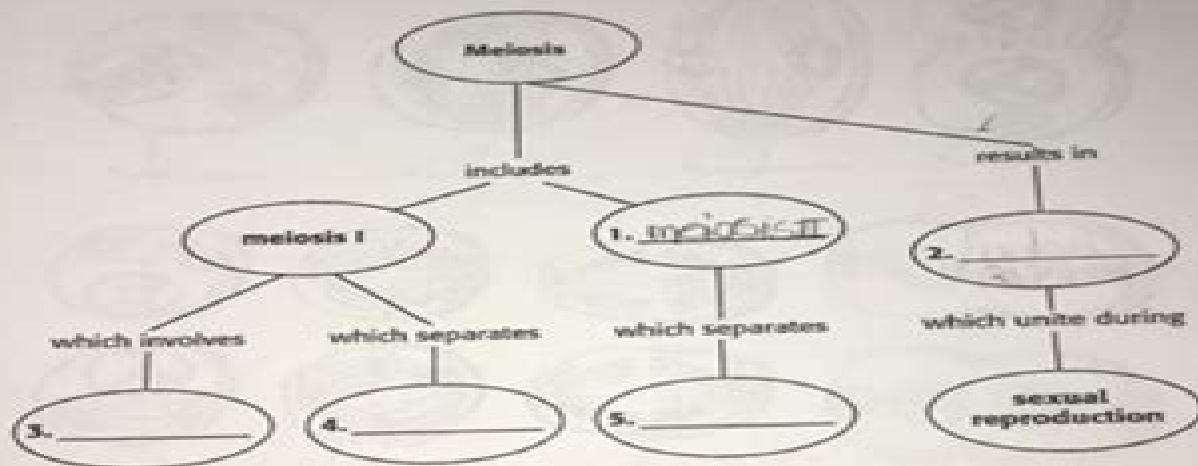 Meiosis
includes
results in
meiosis I
1. meiosis II
2.
which involves
which separates
which separates
which unite during
3.
4.
5.
sexual
reproduction